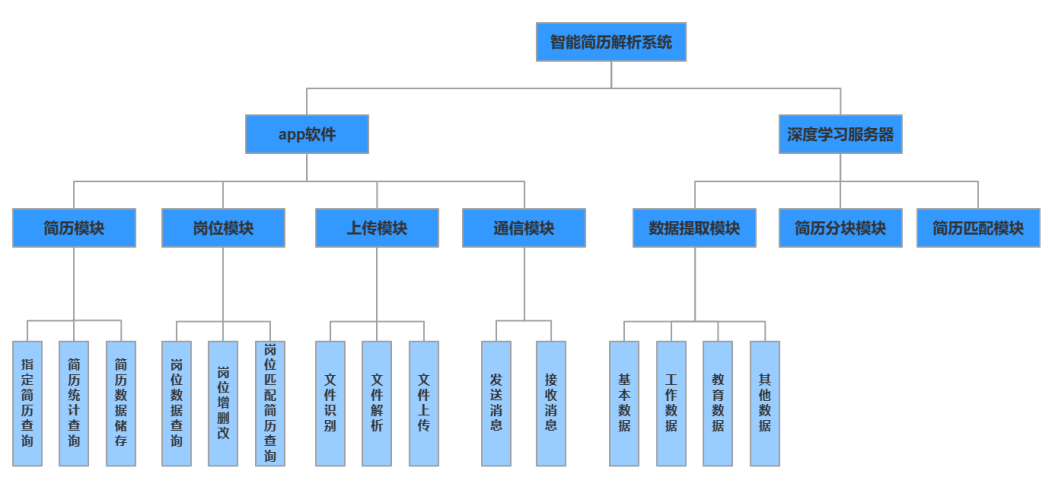 智能简历解析系统
app软件
深度学习服务器
简历模块
岗位模块
上传模块
通信模块
数据提取模块
简历分块模块
简历匹配模块
指定简历查询
简历统计查询
简历数据储存
岗位数据查询
岗位增删改
岗位匹配简历查询
文件识别
文件解析
文件上传
发送消息
接收消息
基本数据
工作数据
教育数据
其他数据